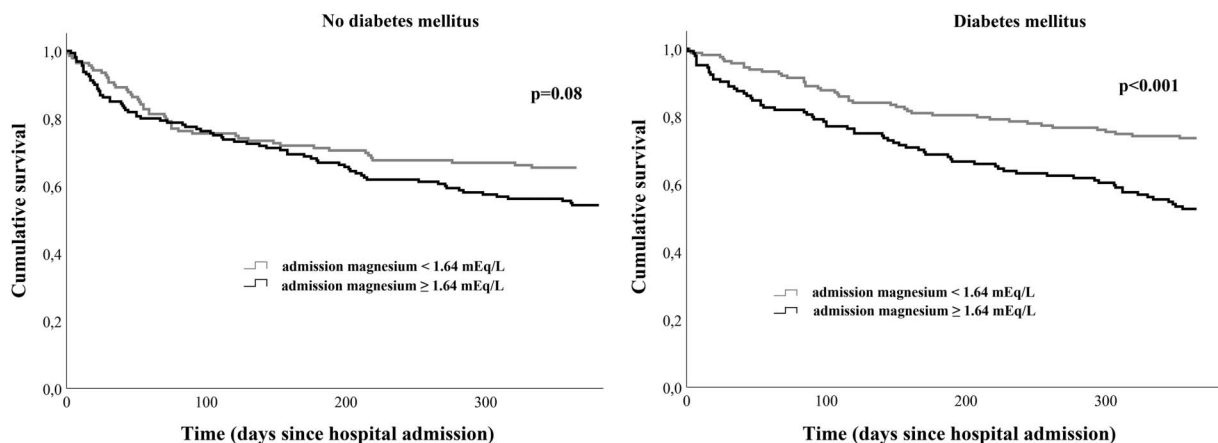 No diabetes mellitus
1,0
0,8
0,6
0,4
0,2
0,0
Cumulative survival
p=0.08
admission magnesium < 1.64 mEq/L
admission magnesium ≥ 1.64 mEq/L
0
100
200
300
Time (days since hospital admission)
Diabetes mellitus
1,0
0,8
0,6
0,4
0,2
0,0
Cumulative survival
p<0.001
admission magnesium < 1.64 mEq/L
admission magnesium ≥ 1.64 mEq/L
0
100
200
300
Time (days since hospital admission)